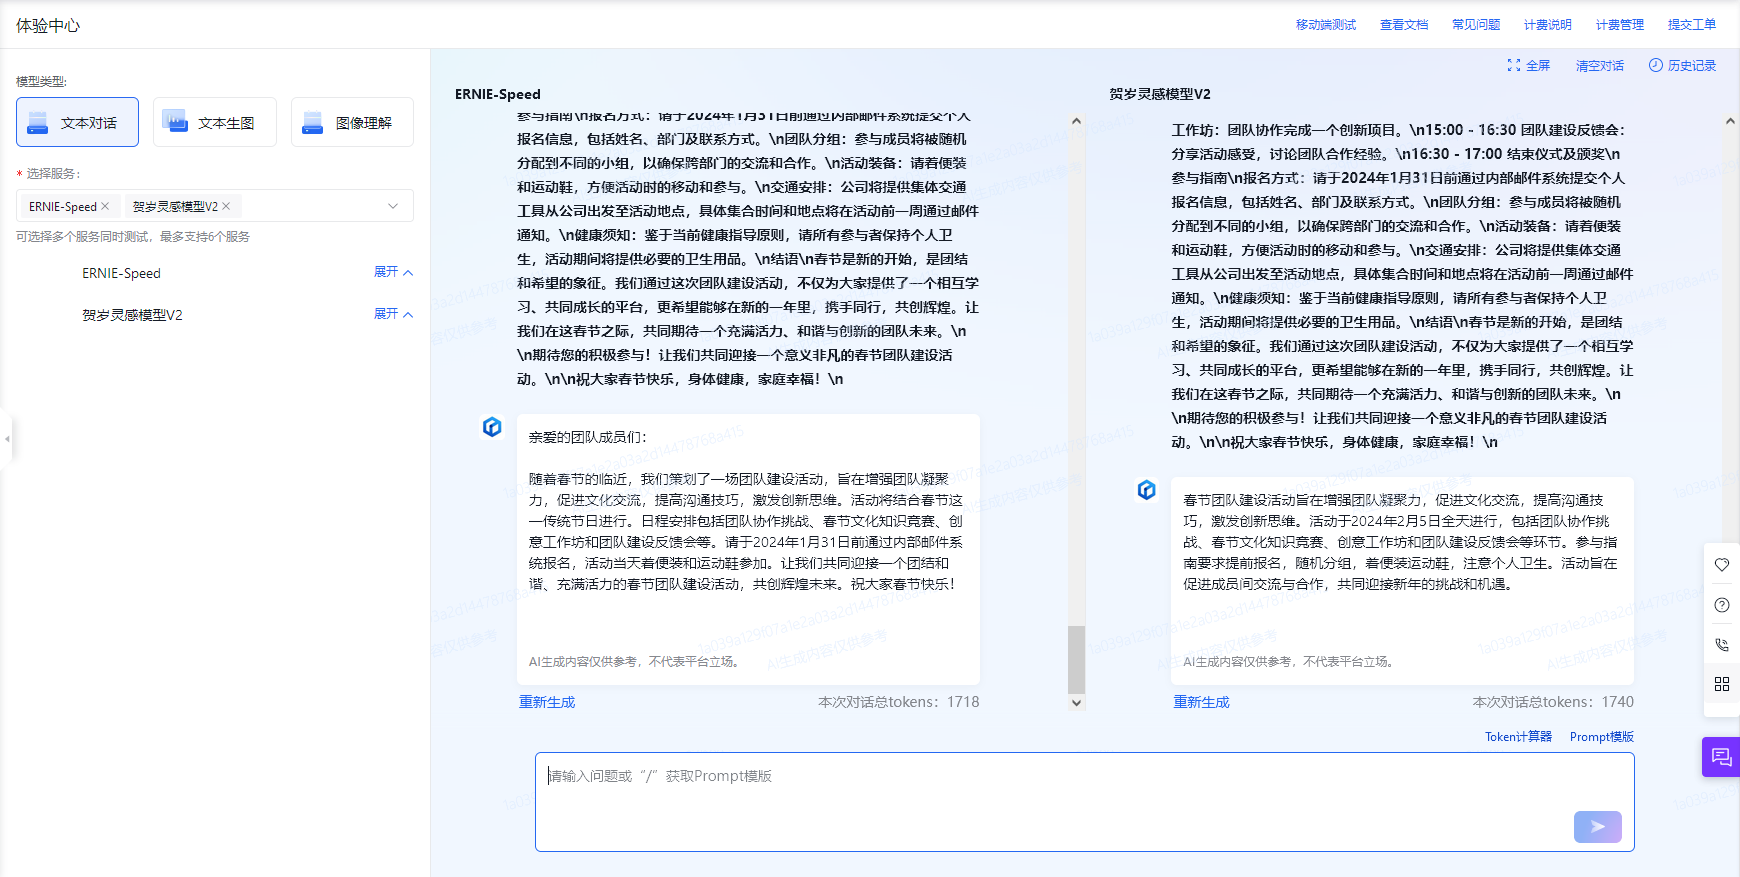 体验中心
移动端测试 查看文档 常见问题 计费说明 计费管理 提交工单
模型类型:
文本对话 文本生图 图像理解
* 选择服务:
ERNIE-Speed × 贺岁灵感模型V2 ×
可选择多个服务同时测试，最多支持6个服务
ERNIE-Speed 展开
贺岁灵感模型V2 展开
全屏 清空对话 历史记录
ERNIE-Speed
参与指南\n报名方式：请于2024年1月31日前通过内部邮件系统提交个人
报名信息，包括姓名、部门及联系方式。\n团队分组：参与成员将被随机
分配到不同的小组，以确保跨部门的交流和合作。\n活动装备：请着便装
和运动鞋，方便活动时的移动和参与。\n交通安排：公司将提供集体交通
工具从公司出发至活动地点，具体集合时间和地点将在活动前一周通过邮件
通知。\n健康须知：鉴于当前健康指导原则，请所有参与者保持个人卫
生，活动期间将提供必要的卫生用品。\n结语\n春节是新的开始，是团结
和希望的象征。我们通过这次团队建设活动，不仅为大家提供了一个相互学
习、共同成长的平台，更希望能够在新的一年里，携手同行，共创辉煌。让
我们在这春节之际，共同期待一个充满活力、和谐与创新的团队未来。\n
\n期待您的积极参与！让我们共同迎接一个意义非凡的春节团队建设活
动。\n\n祝大家春节快乐，身体健康，家庭幸福！\n
亲爱的团队成员们：
随着春节的临近，我们策划了一场团队建设活动，旨在增强团队凝聚
力，促进文化交流，提高沟通技巧，激发创新思维。活动将结合春节这
一传统节日进行。日程安排包括团队协作挑战、春节文化知识竞赛、创
意工作坊和团队建设反馈会等。请于2024年1月31日前通过内部邮件系
统报名，活动当天着便装和运动鞋参加。让我们共同迎接一个团结和
谐、充满活力的春节团队建设活动，共创辉煌未来。祝大家春节快乐！
AI生成内容仅供参考，不代表平台立场。
重新生成 本次对话总tokens：1718
贺岁灵感模型V2
工作坊：团队协作完成一个创新项目。\n15:00 - 16:30 团队建设反馈会：
分享活动感受，讨论团队合作经验。\n16:30 - 17:00 结束仪式及颁奖\n
参与指南\n报名方式：请于2024年1月31日前通过内部邮件系统提交个人
报名信息，包括姓名、部门及联系方式。\n团队分组：参与成员将被随机
分配到不同的小组，以确保跨部门的交流和合作。\n活动装备：请着便装
和运动鞋，方便活动时的移动和参与。\n交通安排：公司将提供集体交通
工具从公司出发至活动地点，具体集合时间和地点将在活动前一周通过邮件
通知。\n健康须知：鉴于当前健康指导原则，请所有参与者保持个人卫
生，活动期间将提供必要的卫生用品。\n结语\n春节是新的开始，是团结
和希望的象征。我们通过这次团队建设活动，不仅为大家提供了一个相互学
习、共同成长的平台，更希望能够在新的一年里，携手同行，共创辉煌。让
我们在这春节之际，共同期待一个充满活力、和谐与创新的团队未来。\n
\n期待您的积极参与！让我们共同迎接一个意义非凡的春节团队建设活
动。\n\n祝大家春节快乐，身体健康，家庭幸福！\n
春节团队建设活动旨在增强团队凝聚力，促进文化交流，提高沟通技
巧，激发创新思维。活动于2024年2月5日全天进行，包括团队协作挑
战、春节文化知识竞赛、创意工作坊和团队建设反馈会等环节。参与指
南要求提前报名，随机分组，着便装运动鞋，注意个人卫生。活动旨在
促进成员间交流与合作，共同迎接新年的挑战和机遇。
AI生成内容仅供参考，不代表平台立场。
重新生成 本次对话总tokens：1740
Token计算器 Prompt模版
请输入问题或“/”获取Prompt模版
1a039a129f07a1e2a03a2d14478768a415
AI生成内容仅供参考